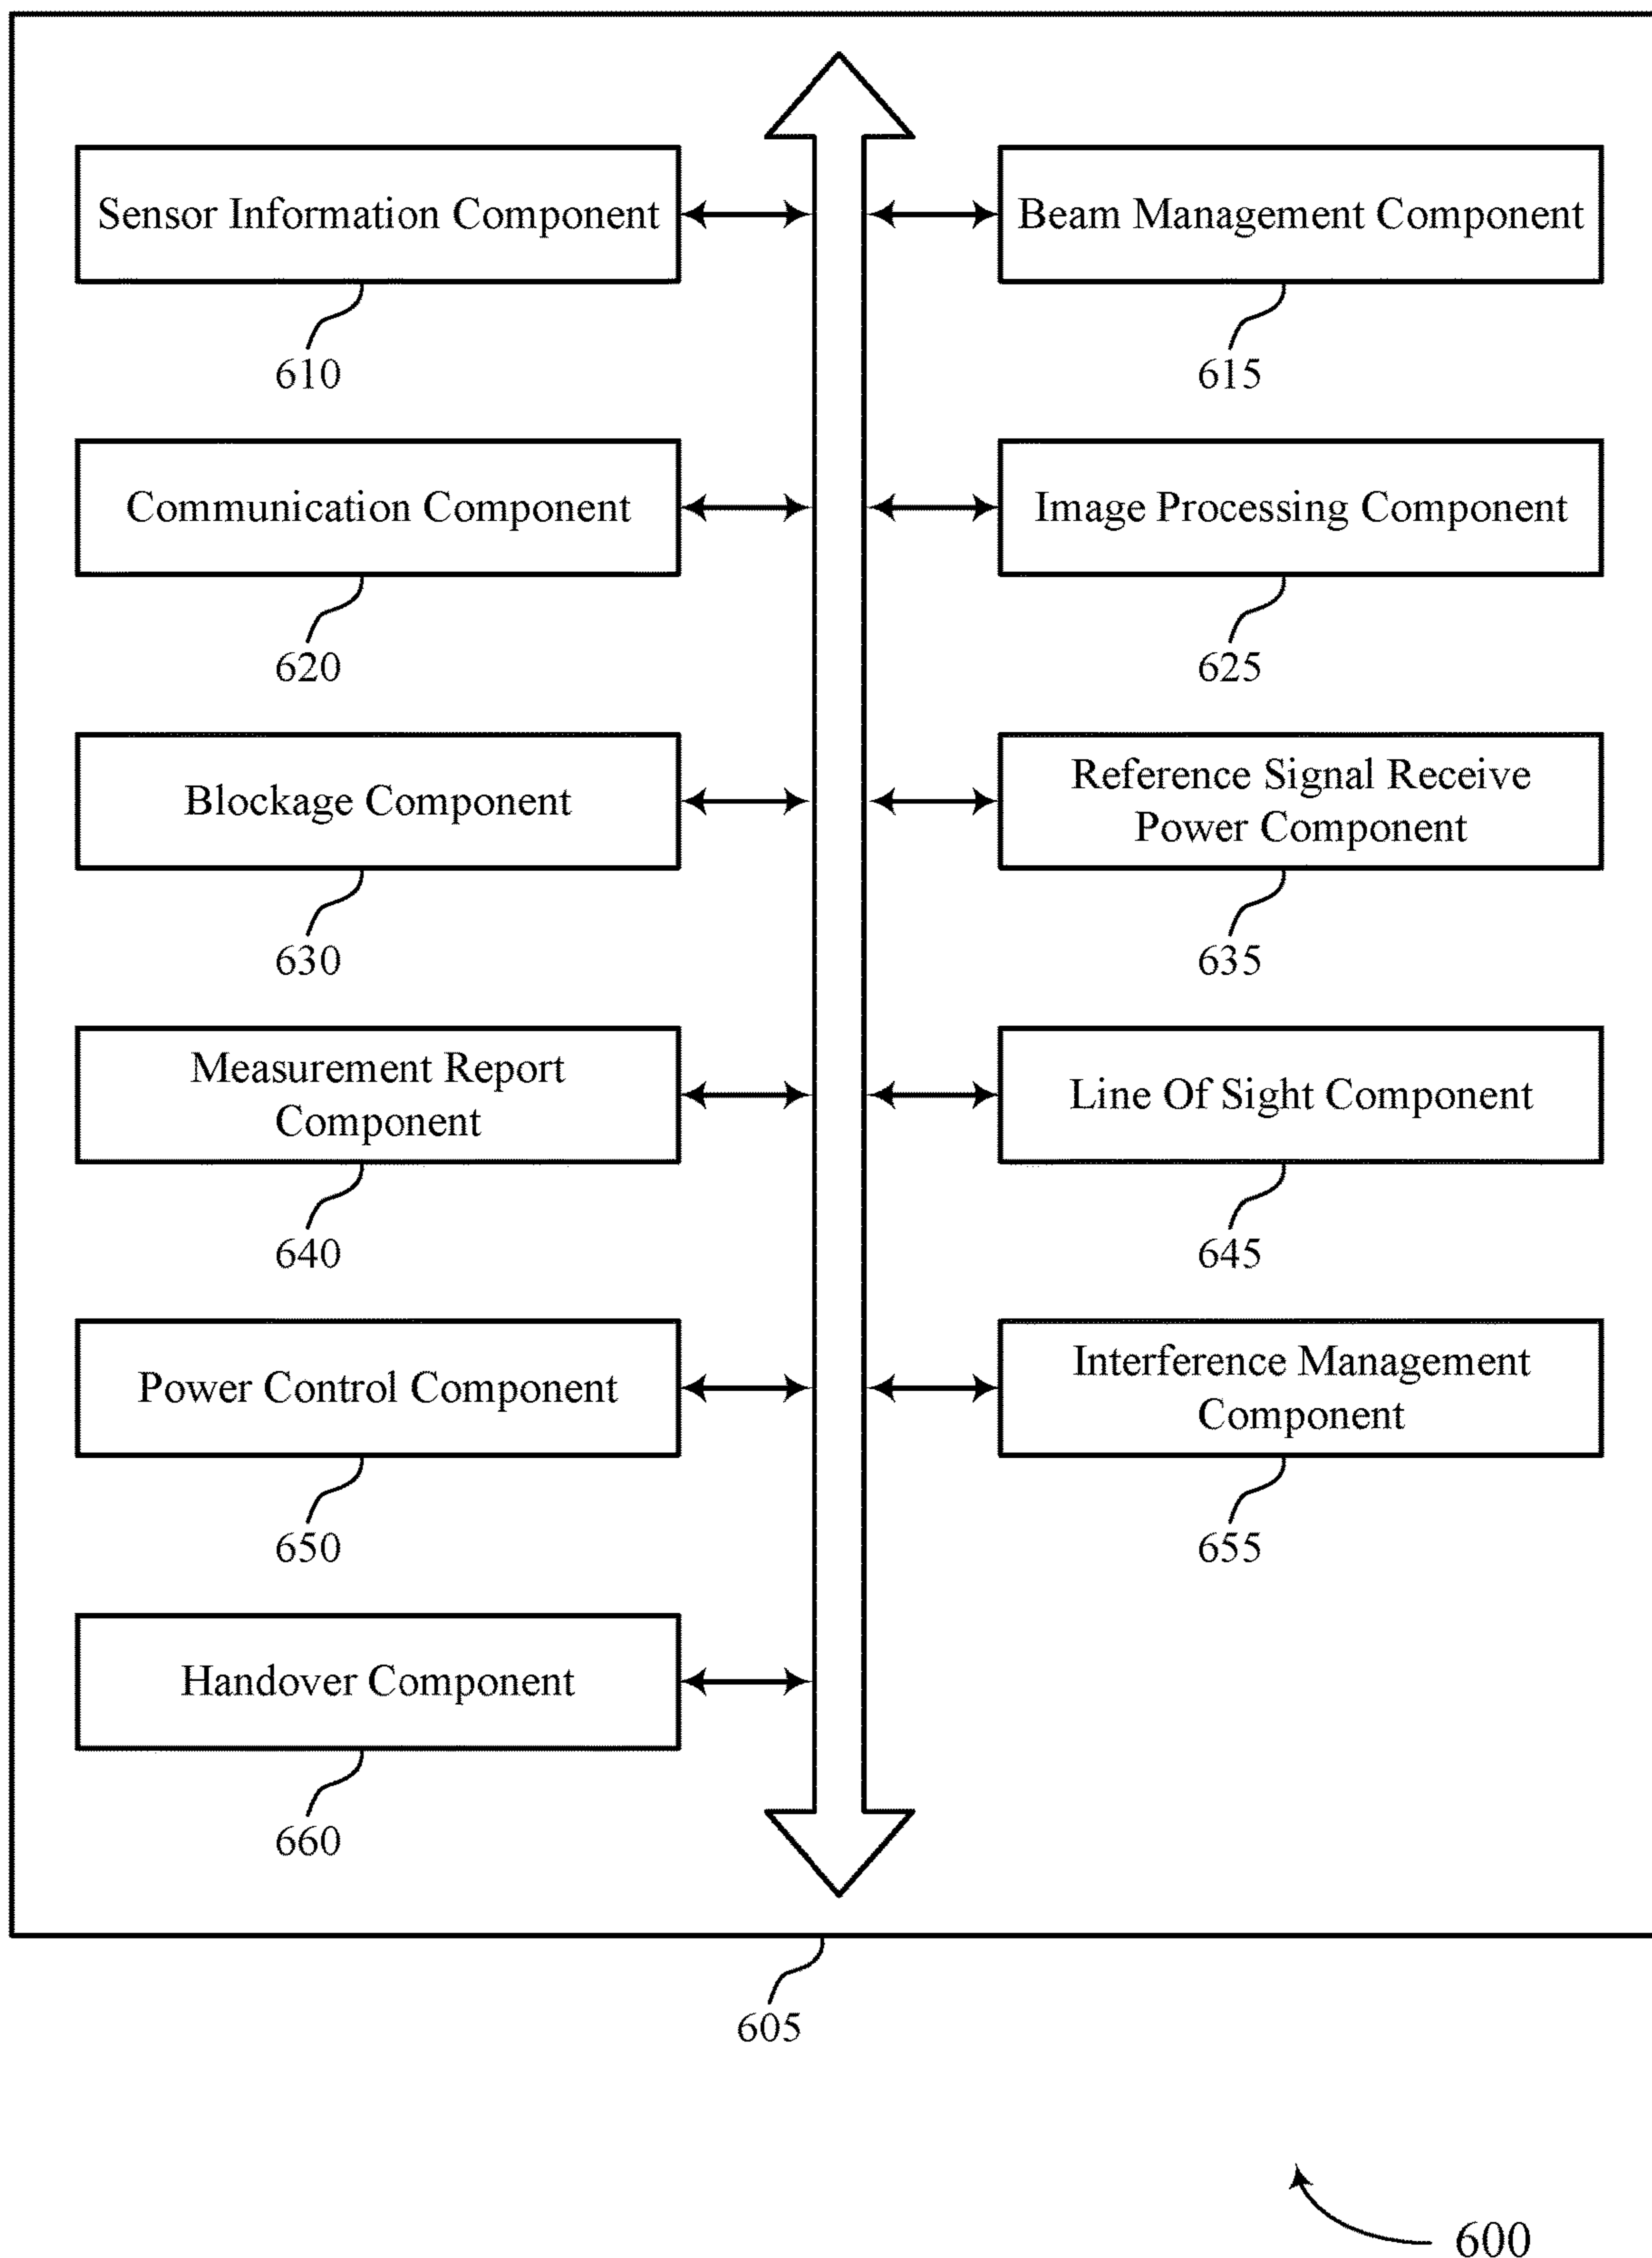 Sensor Information Component
Beam Management Component
610
615
Communication Component
Image Processing Component
620
625
Blockage Component
Reference Signal Receive
Power Component
630
635
Measurement Report
Component
Line Of Sight Component
640
645
Power Control Component
Interference Management
Component
650
655
Handover Component
660
605
600